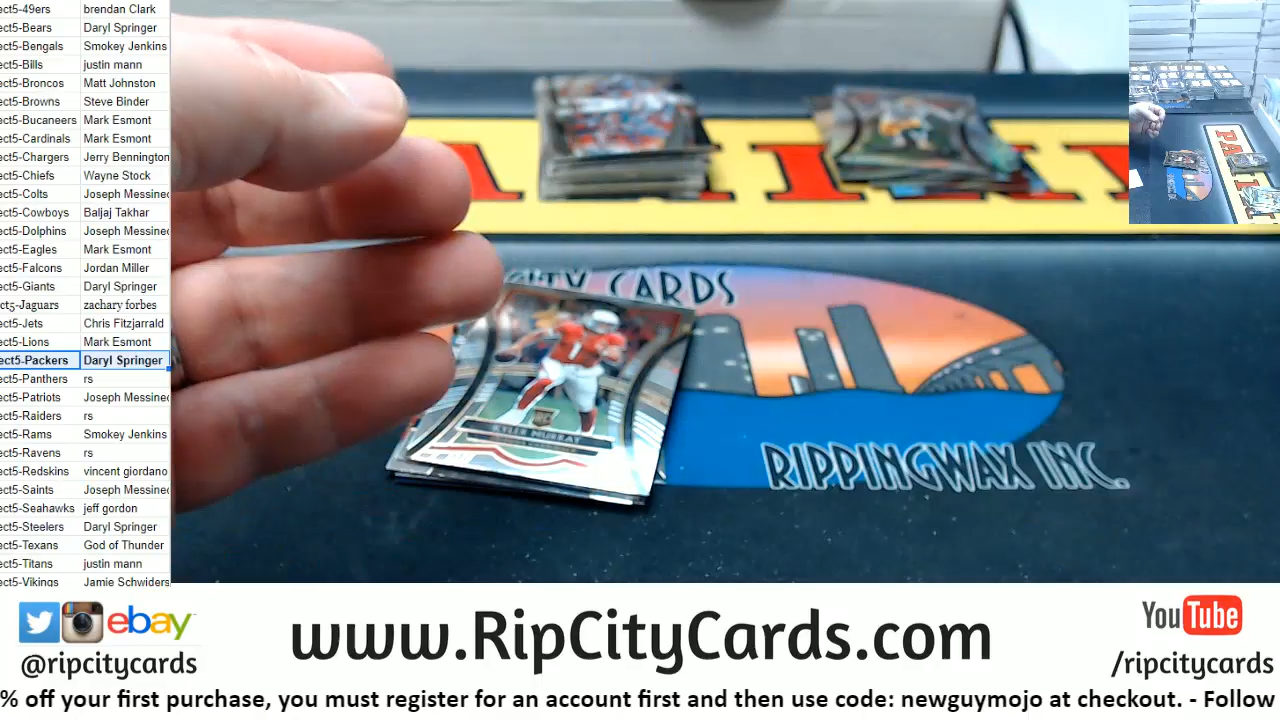 ect5-49ers brendan Clark
ect5-Bears Daryl Springer
ect5-Bengals Smokey Jenkins
ect5-Bills justin mann
ect5-Broncos Matt Johnston
ect5-Browns Steve Binder
ect5-Bucaneers Mark Esmont
ect5-Cardinals Mark Esmont
ect5-Chargers Jerry Bennington
ect5-Chiefs Wayne Stock
ect5-Colts Joseph Messined
ect5-Cowboys Baljaj Takhar
ect5-Dolphins Joseph Messined
ect5-Eagles Mark Esmont
ect5-Falcons Jordan Miller
ect5-Giants Daryl Springer
ect5-Jaguars zachary forbes
ect5-Jets Chris Fitzjarrald
ect5-Lions Mark Esmont
ect5-Packers Daryl Springer
ect5-Panthers rs
ect5-Patriots Joseph Messined
ect5-Raiders rs
ect5-Rams Smokey Jenkins
ect5-Ravens rs
ect5-Redskins vincent giordano
ect5-Saints Joseph Messined
ect5-Seahawks jeff gordon
ect5-Steelers Daryl Springer
ect5-Texans God of Thunder
ect5-Titans justin mann
ect5-Vikings Jamie Schwiders
CITY CARDS
1
KYLER MURRAY
RIPPINGWAX INC.
ebay
@ripcitycards
www.RipCityCards.com
YouTube
/ripcitycards
% off your first purchase, you must register for an account first and then use code: newguymojo at checkout. - Follow